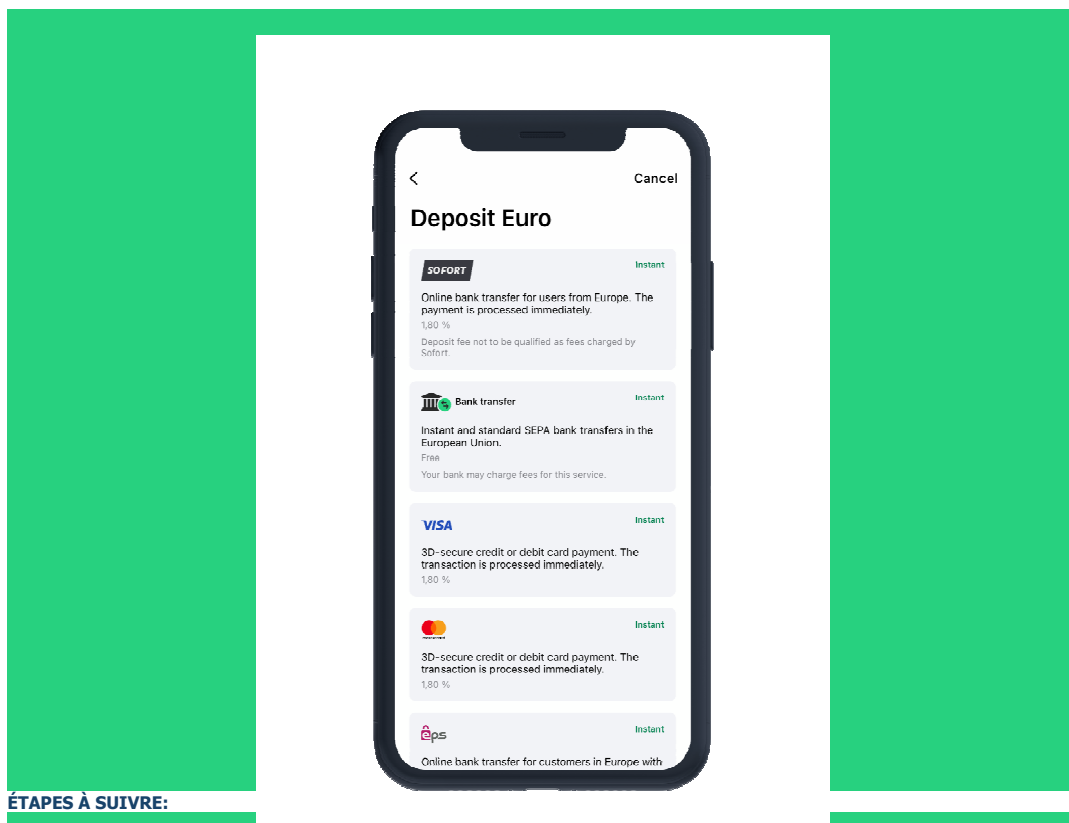 Cancel
Deposit Euro
SOFORT
Instant
Online bank transfer for users from Europe. The
payment is processed immediately.
1,80 %
Deposit fee not to be qualified as fees charged by
Sofort.
Bank transfer
Instant
Instant and standard SEPA bank transfers in the
European Union.
Free
Your bank may charge fees for this service.
VISA
Instant
3D-secure credit or debit card payment. The
transaction is processed immediately.
1,80 %
mastercard
Instant
3D-secure credit or debit card payment. The
transaction is processed immediately.
1,80 %
eps
Instant
Online bank transfer for customers in Europe with
ÉTAPES À SUIVRE: